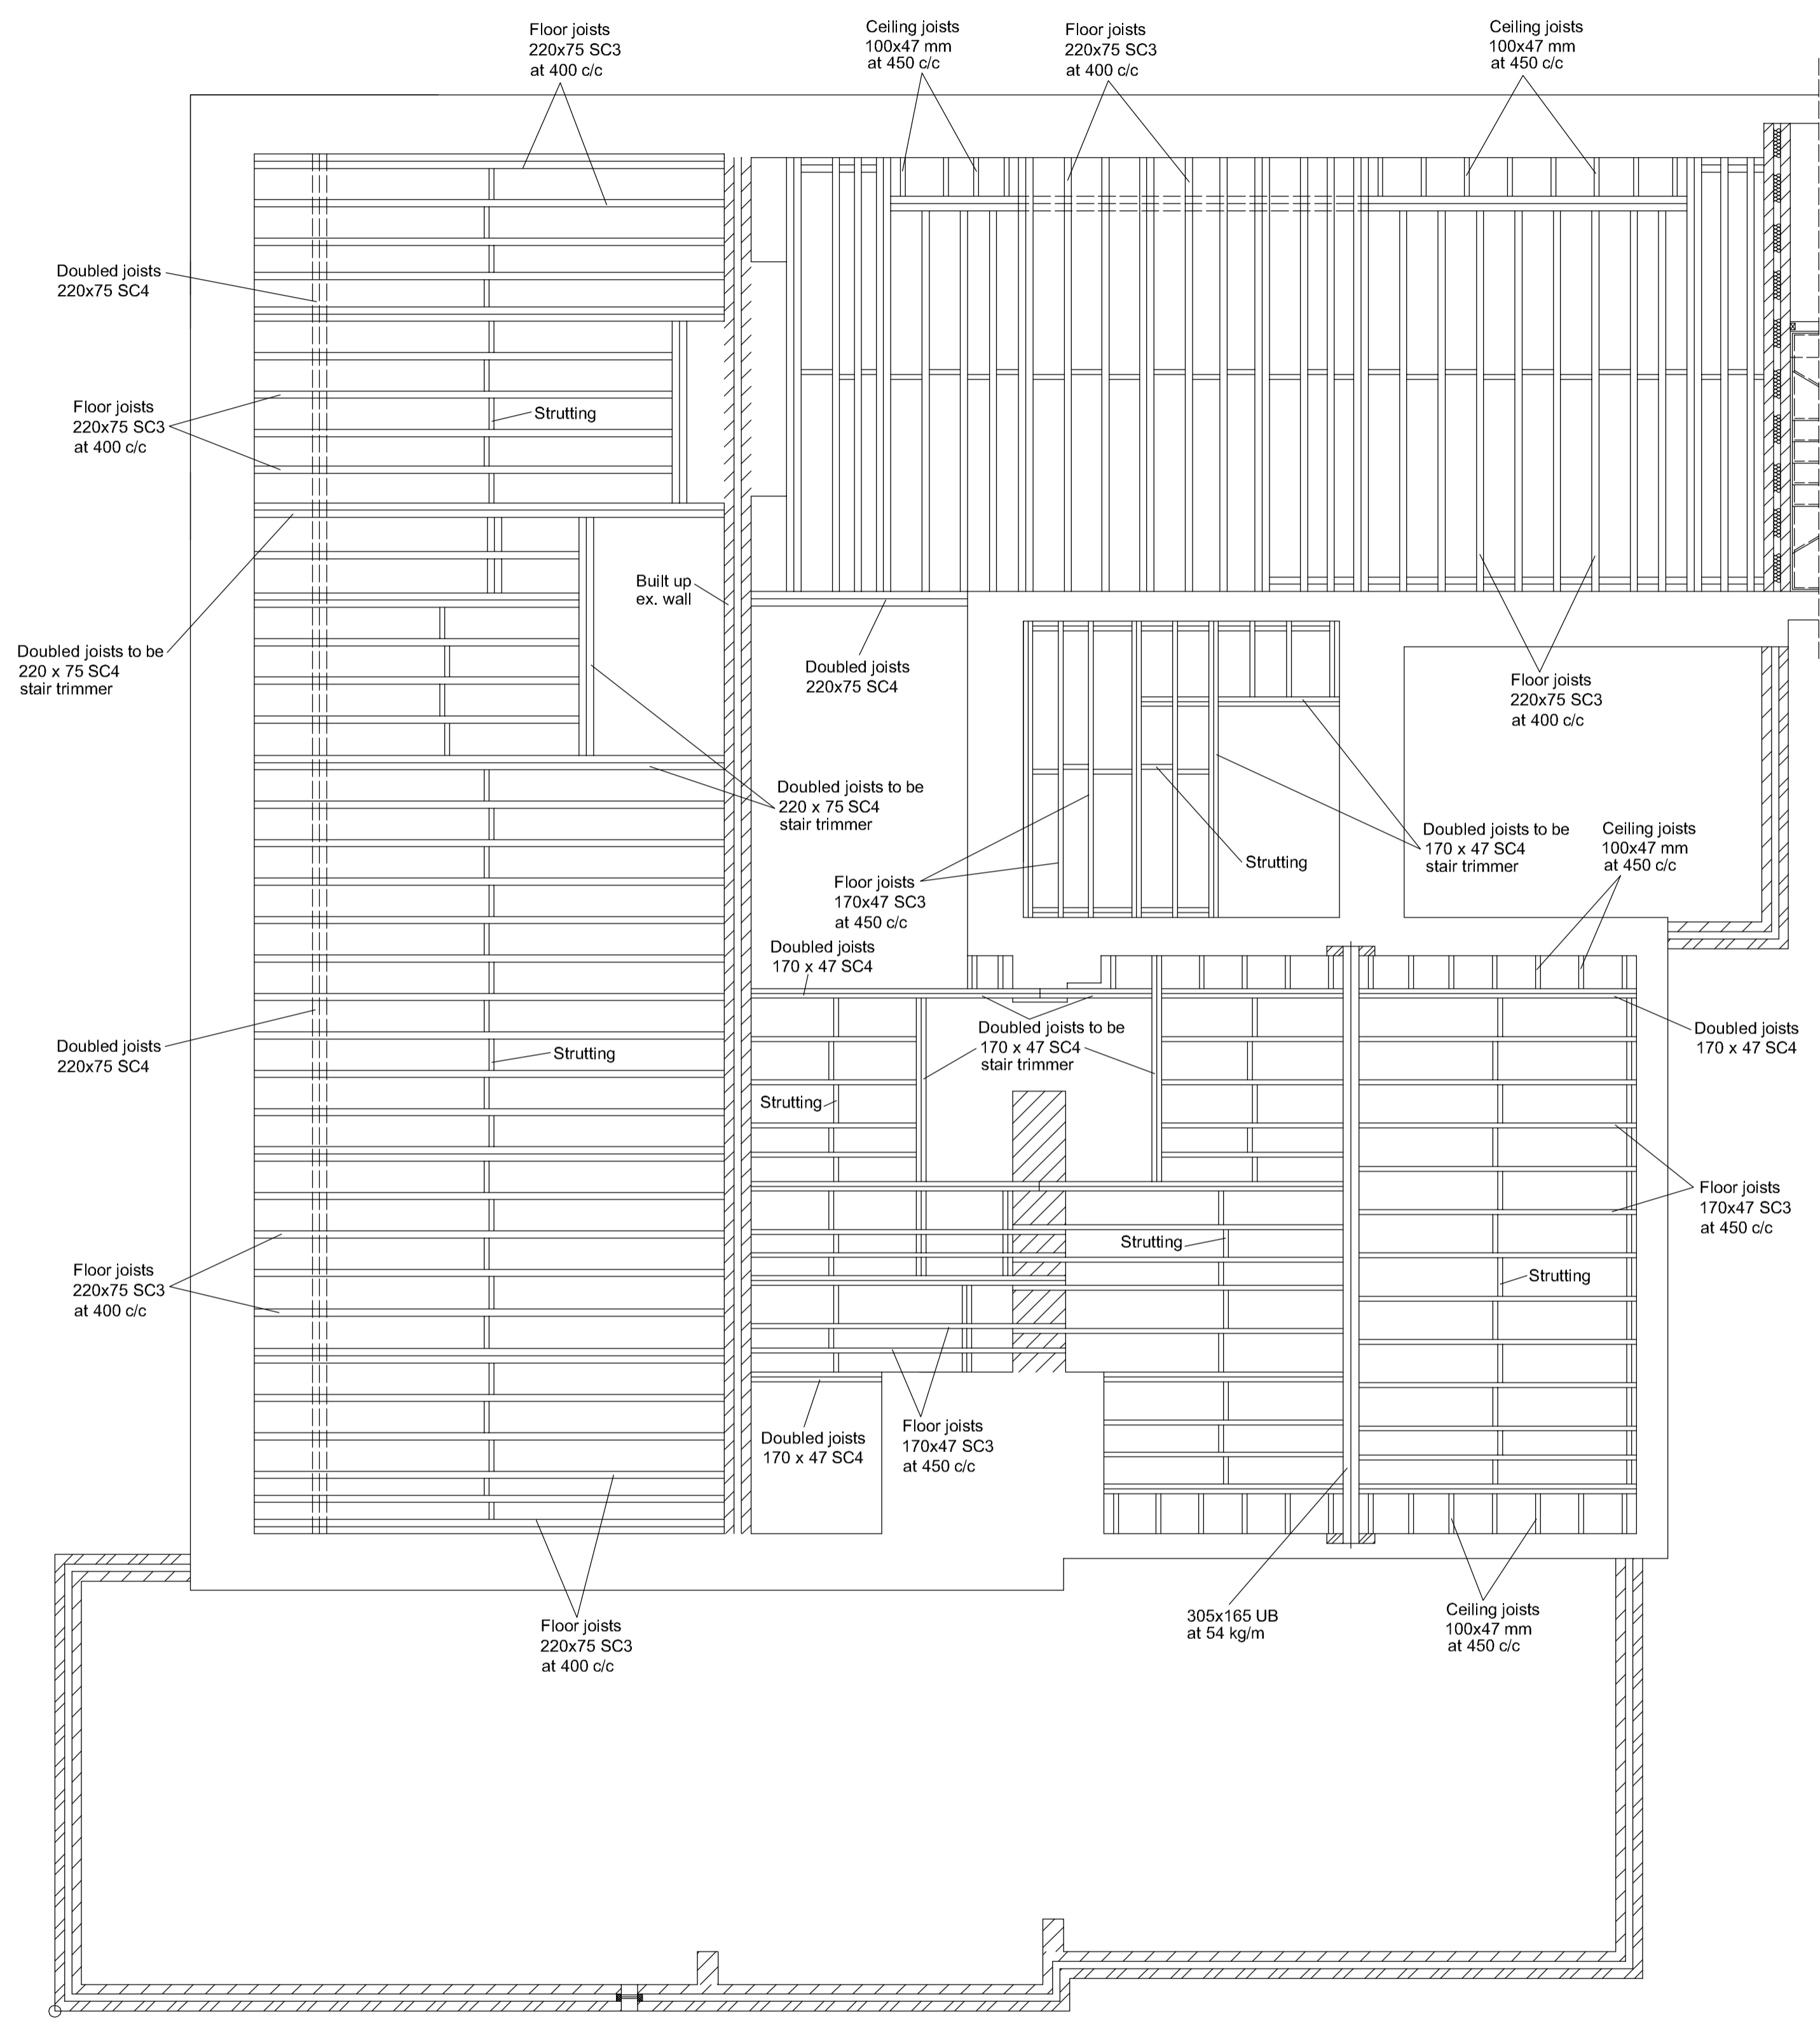 Floor joists
220x75 SC3
at 400 c/c
Ceiling joists
100x47 mm
at 450 c/c
Floor joists
220x75 SC3
at 400 c/c
Ceiling joists
100x47 mm
at 450 c/c
Doubled joists
220x75 SC4
Floor joists
220x75 SC3
at 400 c/c
Strutting
Built up
ex. wall
Doubled joists to be
220 x 75 SC4
stair trimmer
Doubled joists
220x75 SC4
Floor joists
220x75 SC3
at 400 c/c
Doubled joists to be
220 x 75 SC4
stair trimmer
Doubled joists to be
170 x 47 SC4
stair trimmer
Ceiling joists
100x47 mm
at 450 c/c
Strutting
Floor joists
170x47 SC3
at 450 c/c
Doubled joists
170 x 47 SC4
Doubled joists to be
170 x 47 SC4
stair trimmer
Doubled joists
170 x 47 SC4
Doubled joists
220x75 SC4
Strutting
Strutting
Floor joists
170x47 SC3
at 450 c/c
Strutting
Strutting
Floor joists
220x75 SC3
at 400 c/c
Doubled joists
170 x 47 SC4
Floor joists
170x47 SC3
at 450 c/c
Floor joists
220x75 SC3
at 400 c/c
305x165 UB
at 54 kg/m
Ceiling joists
100x47 mm
at 450 c/c